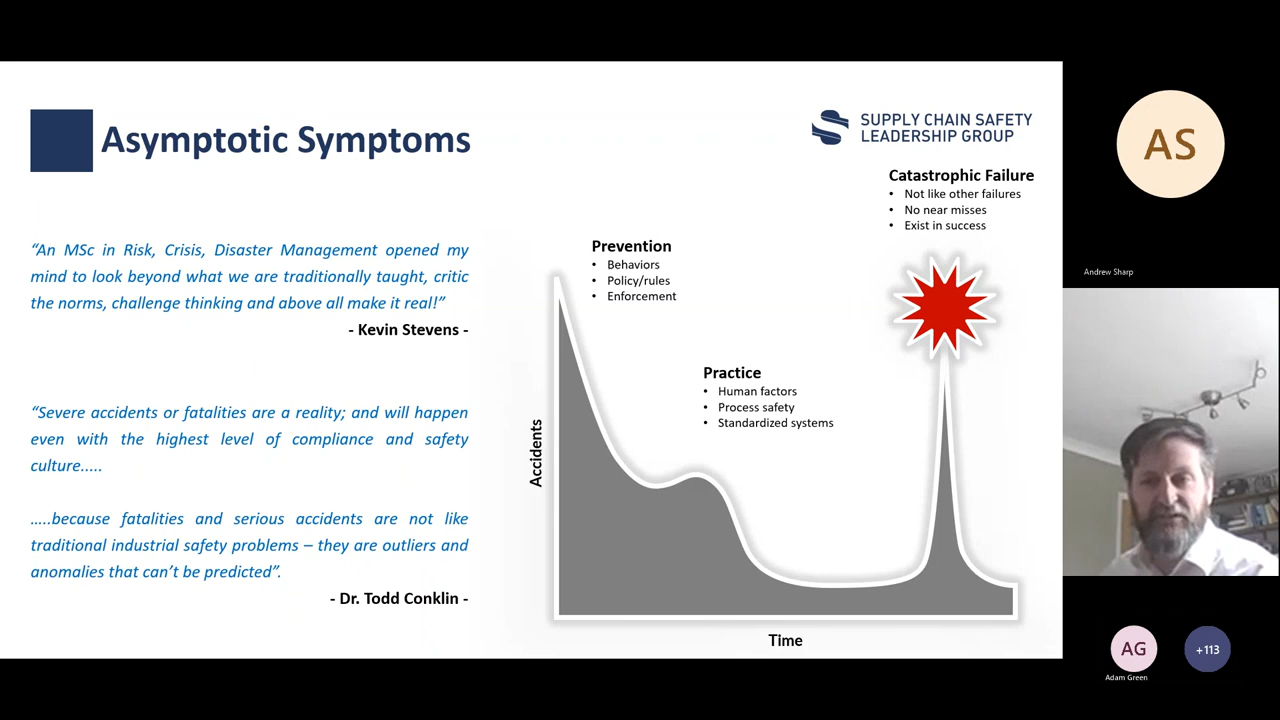 Asymptotic Symptoms
SUPPLY CHAIN SAFETY
LEADERSHIP GROUP
“An MSc in Risk, Crisis, Disaster Management opened my
mind to look beyond what we are traditionally taught, critic
the norms, challenge thinking and above all make it real!”
- Kevin Stevens -
“Severe accidents or fatalities are a reality; and will happen
even with the highest level of compliance and safety
culture.....
.....because fatalities and serious accidents are not like
traditional industrial safety problems – they are outliers and
anomalies that can’t be predicted”.
- Dr. Todd Conklin -
Prevention
• Behaviors
• Policy/rules
• Enforcement
Practice
• Human factors
• Process safety
• Standardized systems
Catastrophic Failure
• Not like other failures
• No near misses
• Exist in success
Accidents
Time
AS
Andrew Sharp
AG
Adam Green
+113